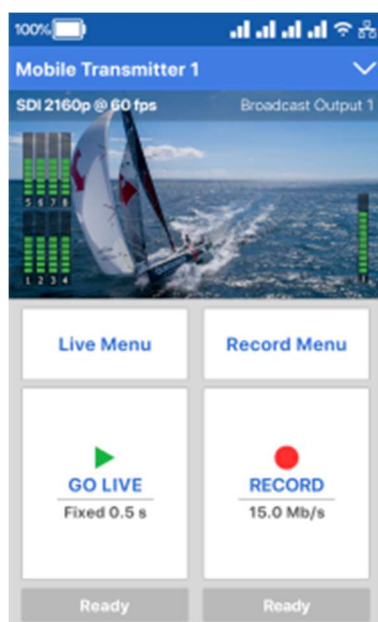 100%
Mobile Transmitter 1
SDI 2160p @ 60 fps
Broadcast Output 1
5 6 7 8
1 2 3 4
Live Menu
Record Menu
GO LIVE
RECORD
Fixed 0.5 s
15.0 Mb/s
Ready
Ready